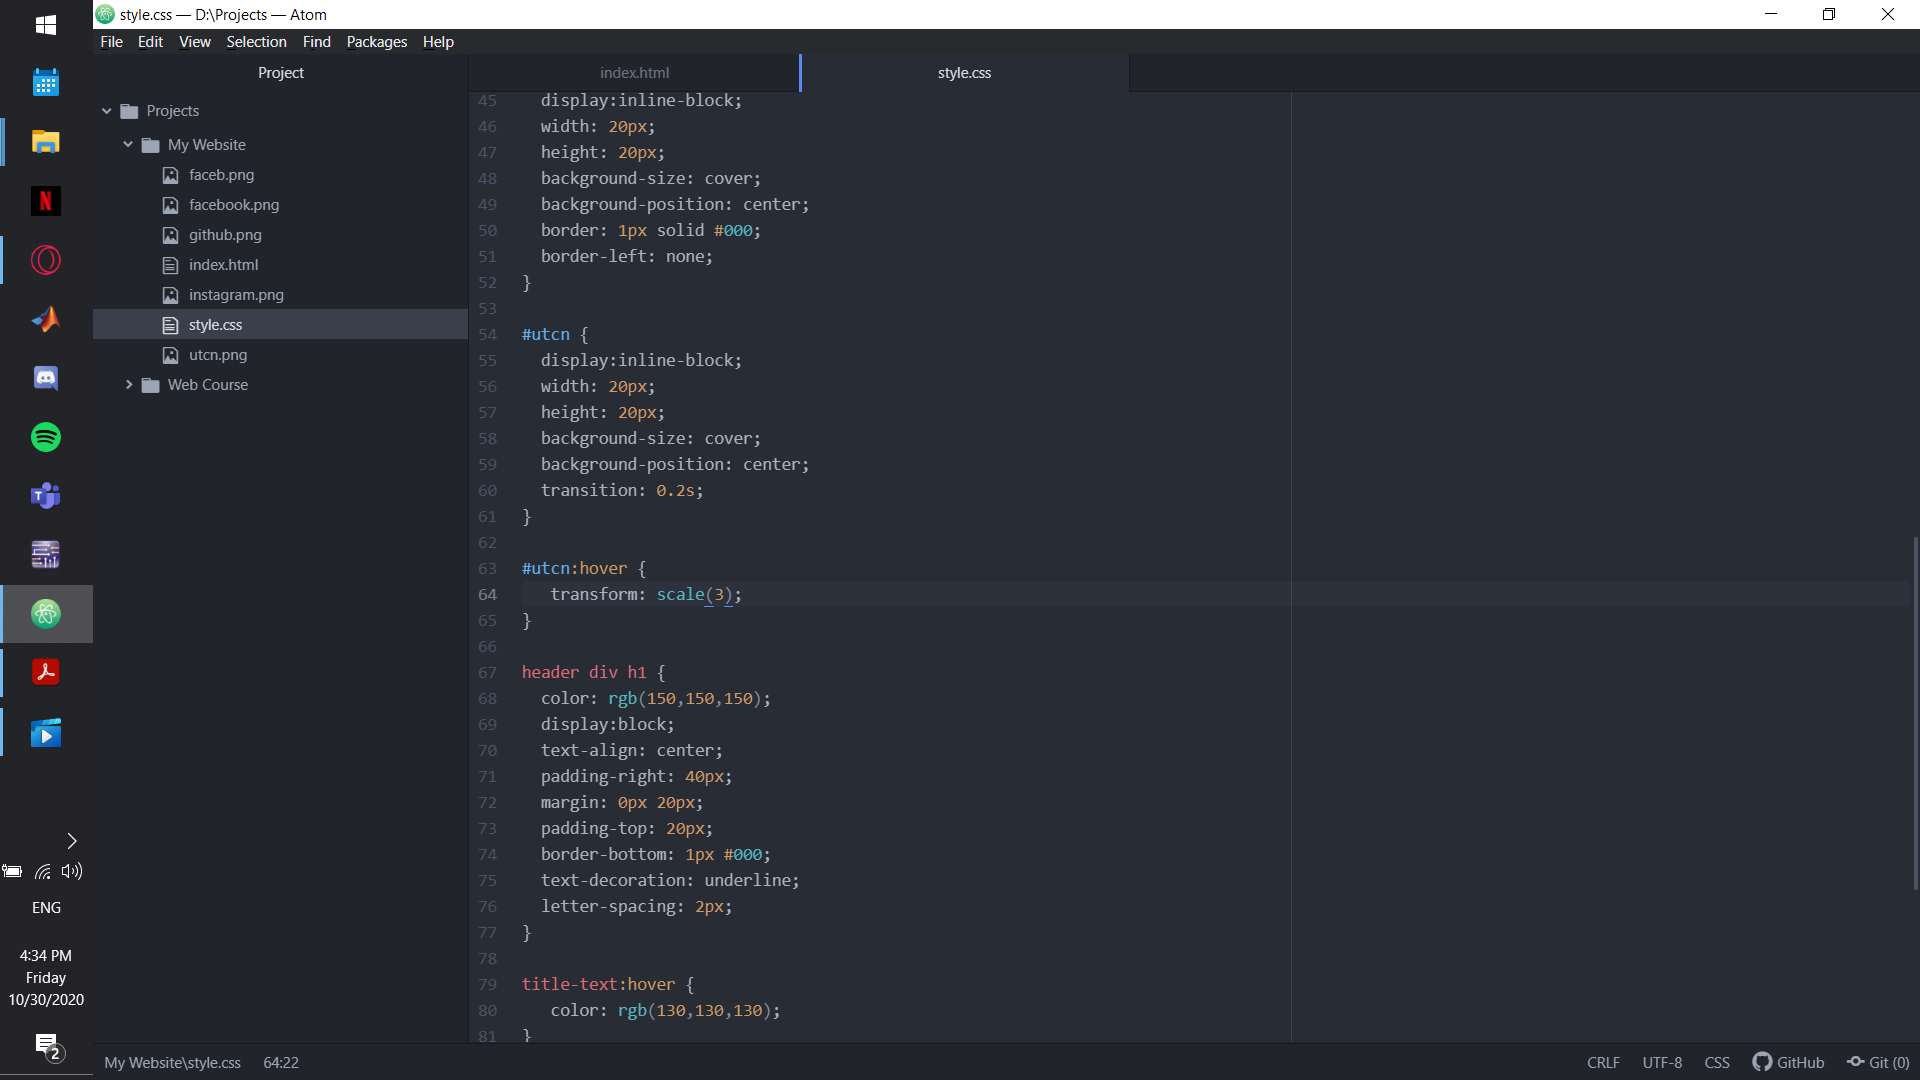 style.css — D:\Projects — Atom
File Edit View Selection Find Packages Help
Project
index.html
style.css
Projects
My Website
faceb.png
facebook.png
github.png
index.html
instagram.png
style.css
utcn.png
Web Course
45 display:inline-block;
46 width: 20px;
47 height: 20px;
48 background-size: cover;
49 background-position: center;
50 border: 1px solid #000;
51 border-left: none;
52 }
53
54 #utcn {
55 display:inline-block;
56 width: 20px;
57 height: 20px;
58 background-size: cover;
59 background-position: center;
60 transition: 0.2s;
61 }
62
63 #utcn:hover {
64 transform: scale(3);
65 }
66
67 header div h1 {
68 color: rgb(150,150,150);
69 display:block;
70 text-align: center;
71 padding-right: 40px;
72 margin: 0px 20px;
73 padding-top: 20px;
74 border-bottom: 1px #000;
75 text-decoration: underline;
76 letter-spacing: 2px;
77 }
78
79 title-text:hover {
80 color: rgb(130,130,130);
81 }
N
T
ENG
4:34 PM
Friday
10/30/2020
2
My Website\style.css 64:22
CRLF UTF-8 CSS GitHub Git (0)